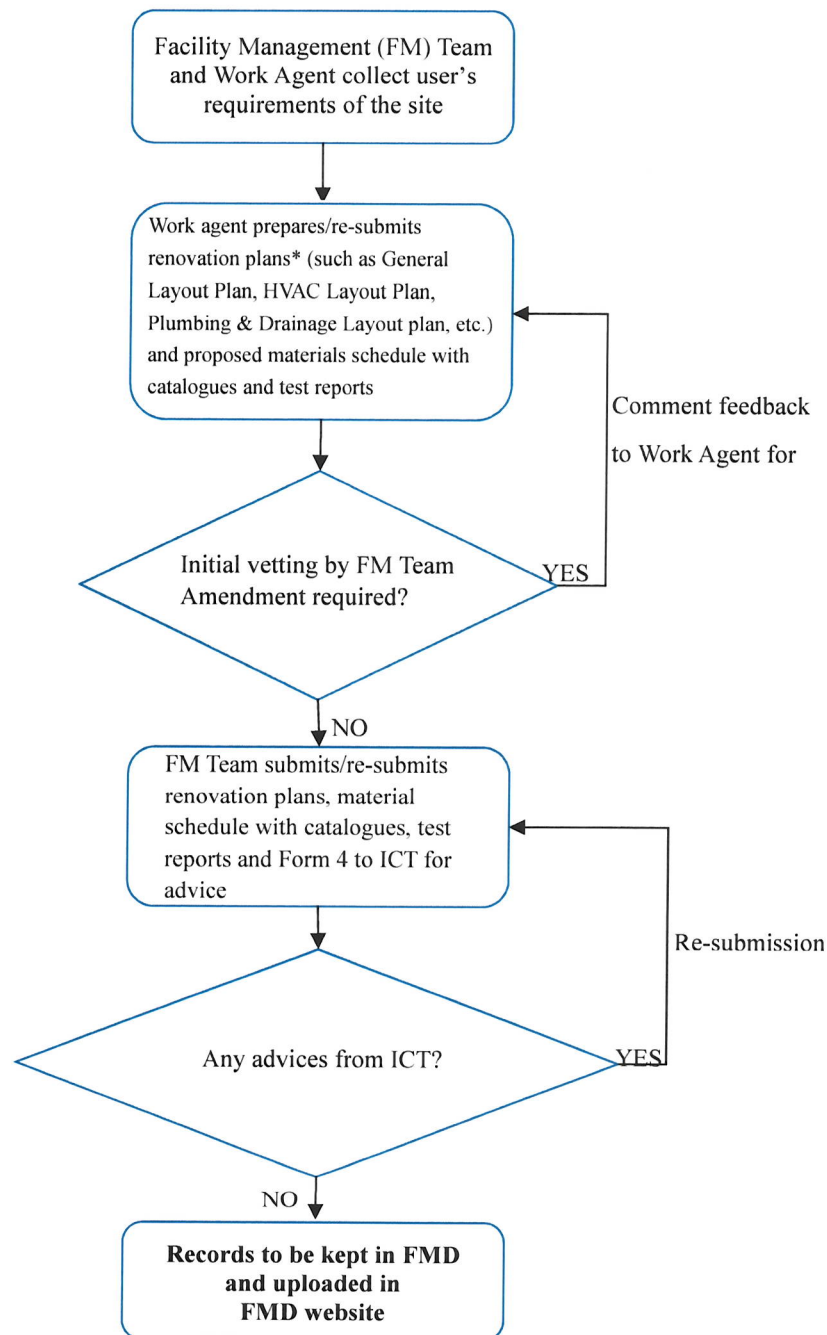 Facility Management (FM) Team
and Work Agent collect user's
requirements of the site
Work agent prepares/re-submits
renovation plans* (such as General
Layout Plan, HVAC Layout Plan,
Plumbing & Drainage Layout plan, etc.)
and proposed materials schedule with
catalogues and test reports
Comment feedback
to Work Agent for
Initial vetting by FM Team
Amendment required?
YES
NO
FM Team submits/re-submits
renovation plans, material
schedule with catalogues, test
reports and Form 4 to ICT for
advice
Re-submission
Any advices from ICT?
YES
NO
Records to be kept in FMD
and uploaded in
FMD website